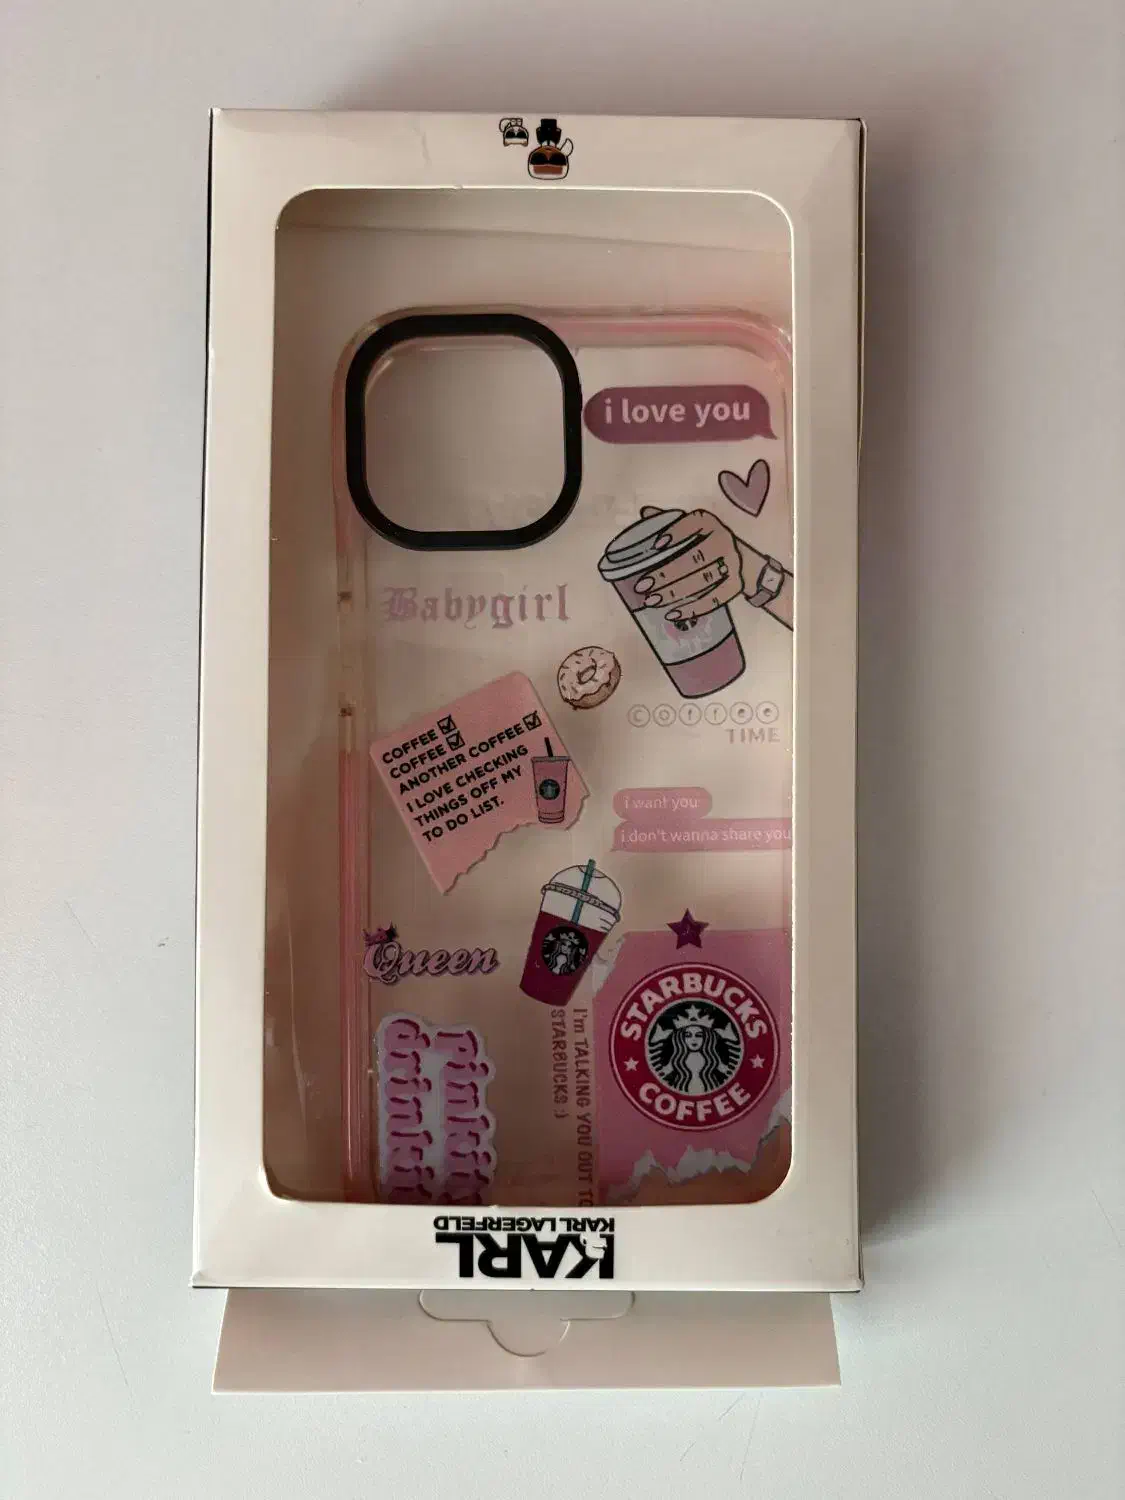 i love you
Babygirl
COFFEE
TIME
COFFEE
COFFEE
ANOTHER COFFEE
I LOVE CHECKING
THINGS OFF MY
TO DO LIST.
i want you
i don't wanna share you
Queen
STARBUCKS
COFFEE
I'm TALKING YOU OUT TO
STARBUCKS :)
KARL
KARL LAGERFELD